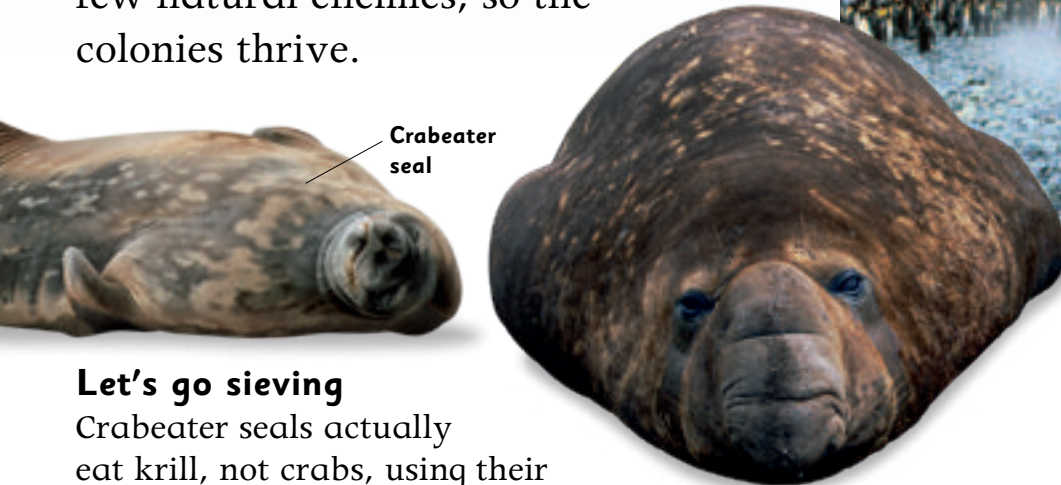 few natural enemies, so the
colonies thrive.
Crabeater
seal
Let's go sieving
Crabeater seals actually
eat krill, not crabs, using their